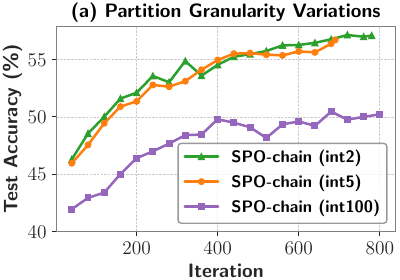 (a) Partition Granularity Variations
Test Accuracy (%)
55
50
45
40
SPO-chain (int2)
SPO-chain (int5)
SPO-chain (int100)
200
400
600
800
Iteration